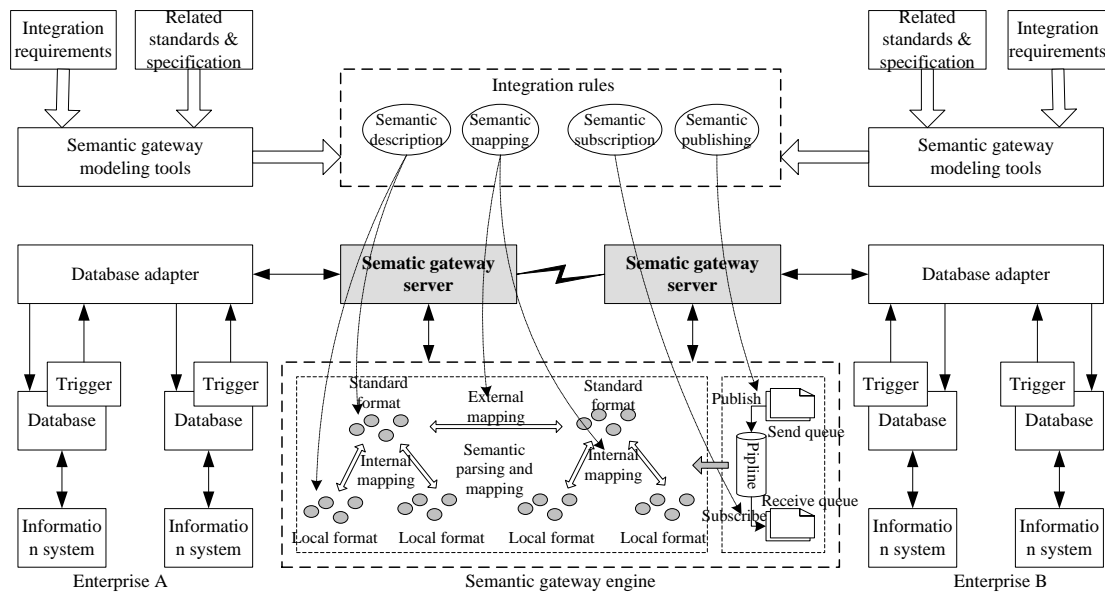 Integration
requirements
Related
standards &
specification
Related
standards &
specification
Integration
requirements
Integration rules
Semantic
description
Semantic
mapping
Semantic
subscription
Semantic
publishing
Semantic gateway
modeling tools
Semantic gateway
modeling tools
Database adapter
Sematic gateway
server
Sematic gateway
server
Database adapter
Trigger
Database
Trigger
Database
Trigger
Database
Trigger
Database
Standard
format
External
mapping
Standard
format
Publish
Send queue
Pipline
Internal
mapping
Semantic
parsing and
mapping
Internal
mapping
Receive queue
Subscribe
Local format
Local format
Local format
Local format
Informatio
n system
Informatio
n system
Informatio
n system
Informatio
n system
Enterprise A
Semantic gateway engine
Enterprise B